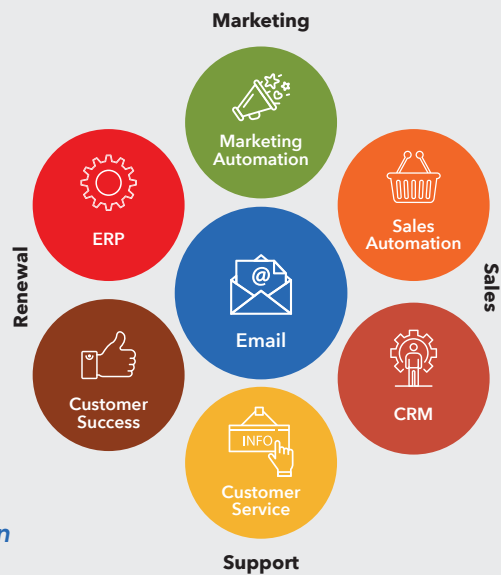 Marketing
Marketing
Automation
ERP
Sales
Automation
Renewal
@
Email
Sales
Customer
Success
CRM
INFO
Customer
Service
Support